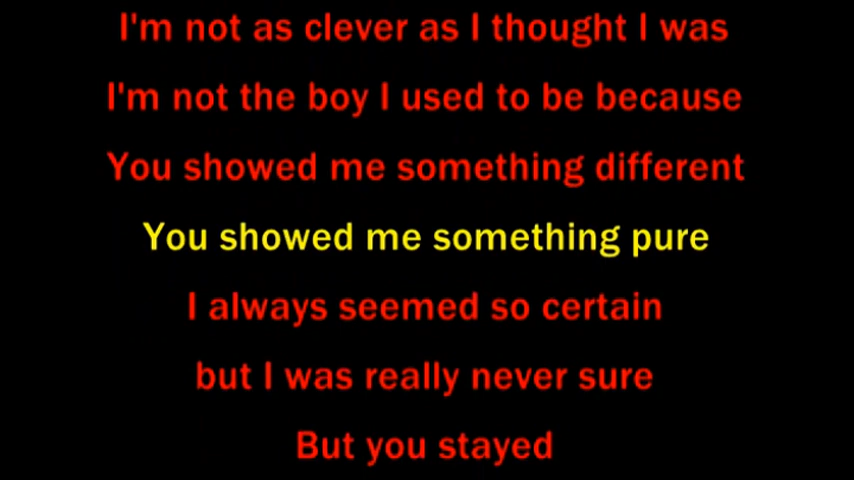 I'm not as clever as I thought I was
I'm not the boy I used to be because
You showed me something different
You showed me something pure
I always seemed so certain
but I was really never sure
But you stayed